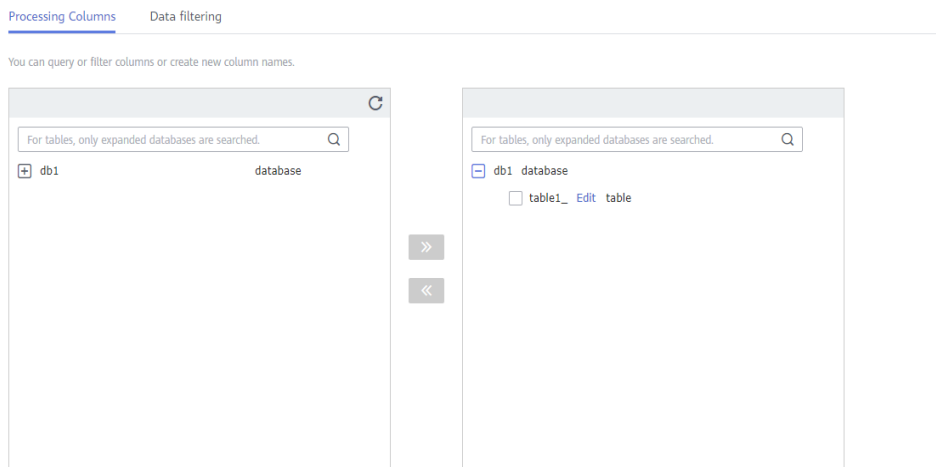 Processing Columns Data filtering
You can query or filter columns or create new column names.
For tables, only expanded databases are searched.
db1 database
For tables, only expanded databases are searched.
db1 database
table1_ Edit table